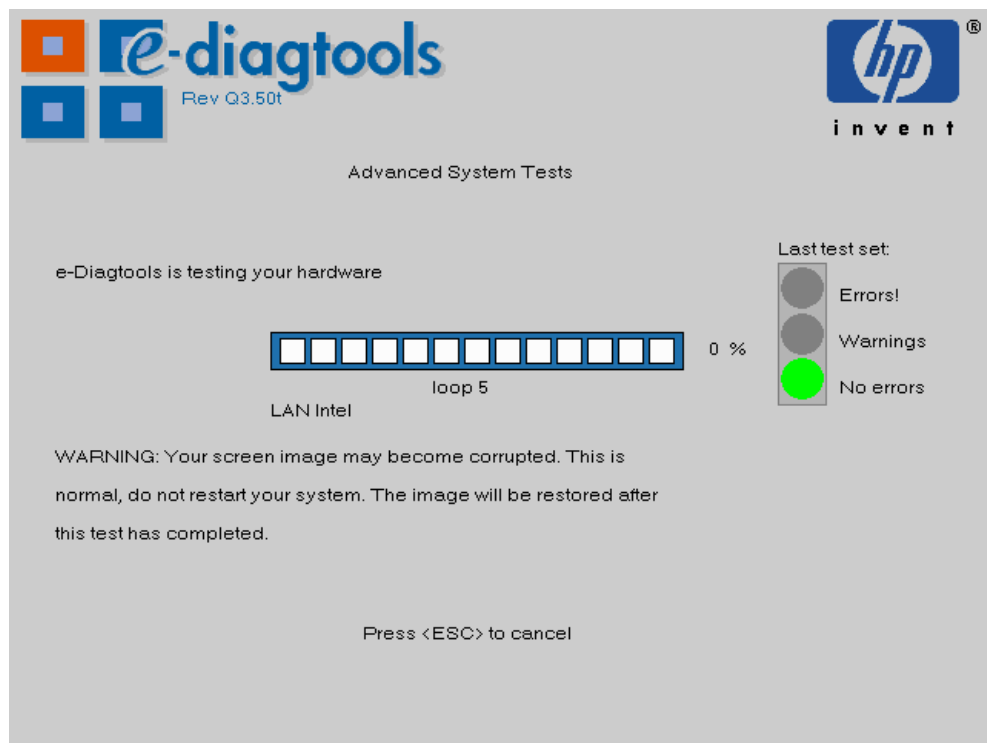 e-diagtools
Rev Q3.50t
hp
®
invent
Advanced System Tests
Last test set:
e-Diagtools is testing your hardware
Errors!
Warnings
0 %
No errors
loop 5
LAN Intel
WARNING: Your screen image may become corrupted. This is
normal, do not restart your system. The image will be restored after
this test has completed.
Press <ESC> to cancel